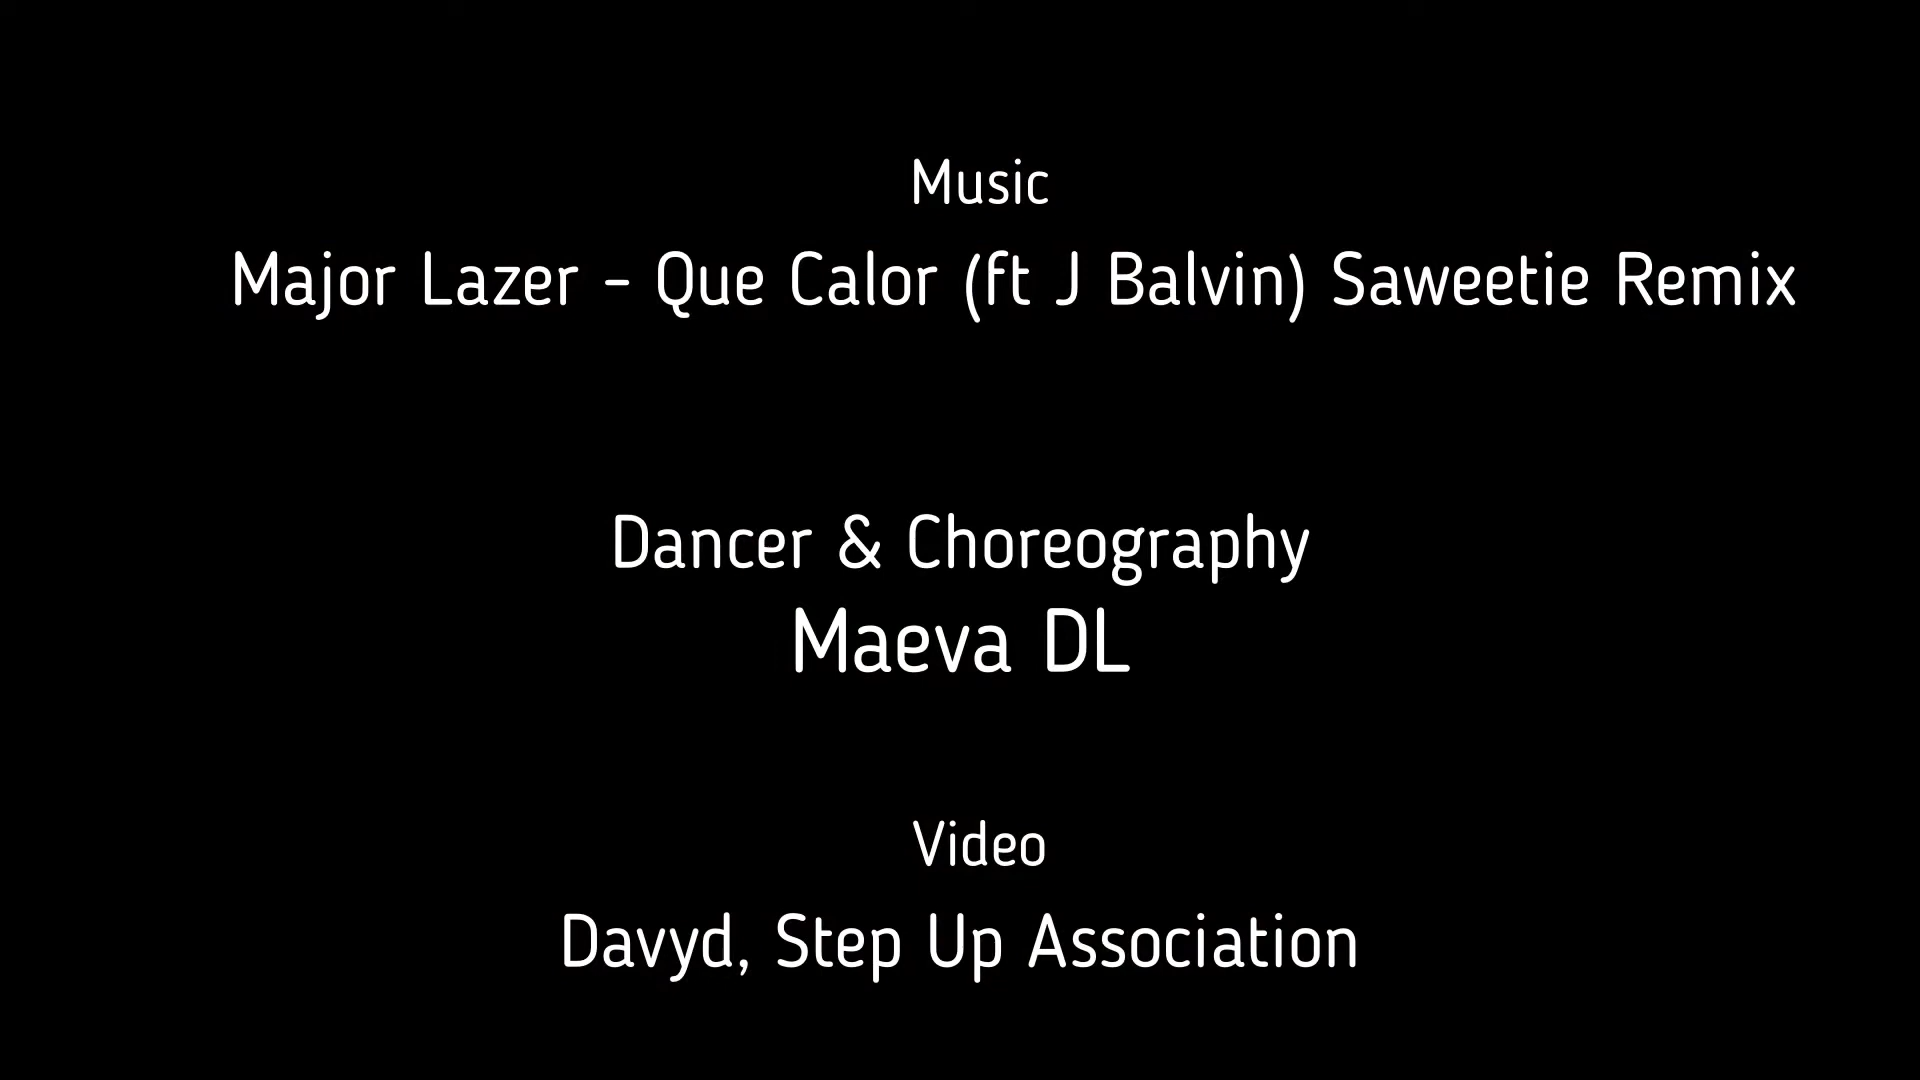 Music
Major Lazer - Que Calor (ft J Balvin) Saweetie Remix
Dancer & Choreography
Maeva DL
Video
Davyd, Step Up Association